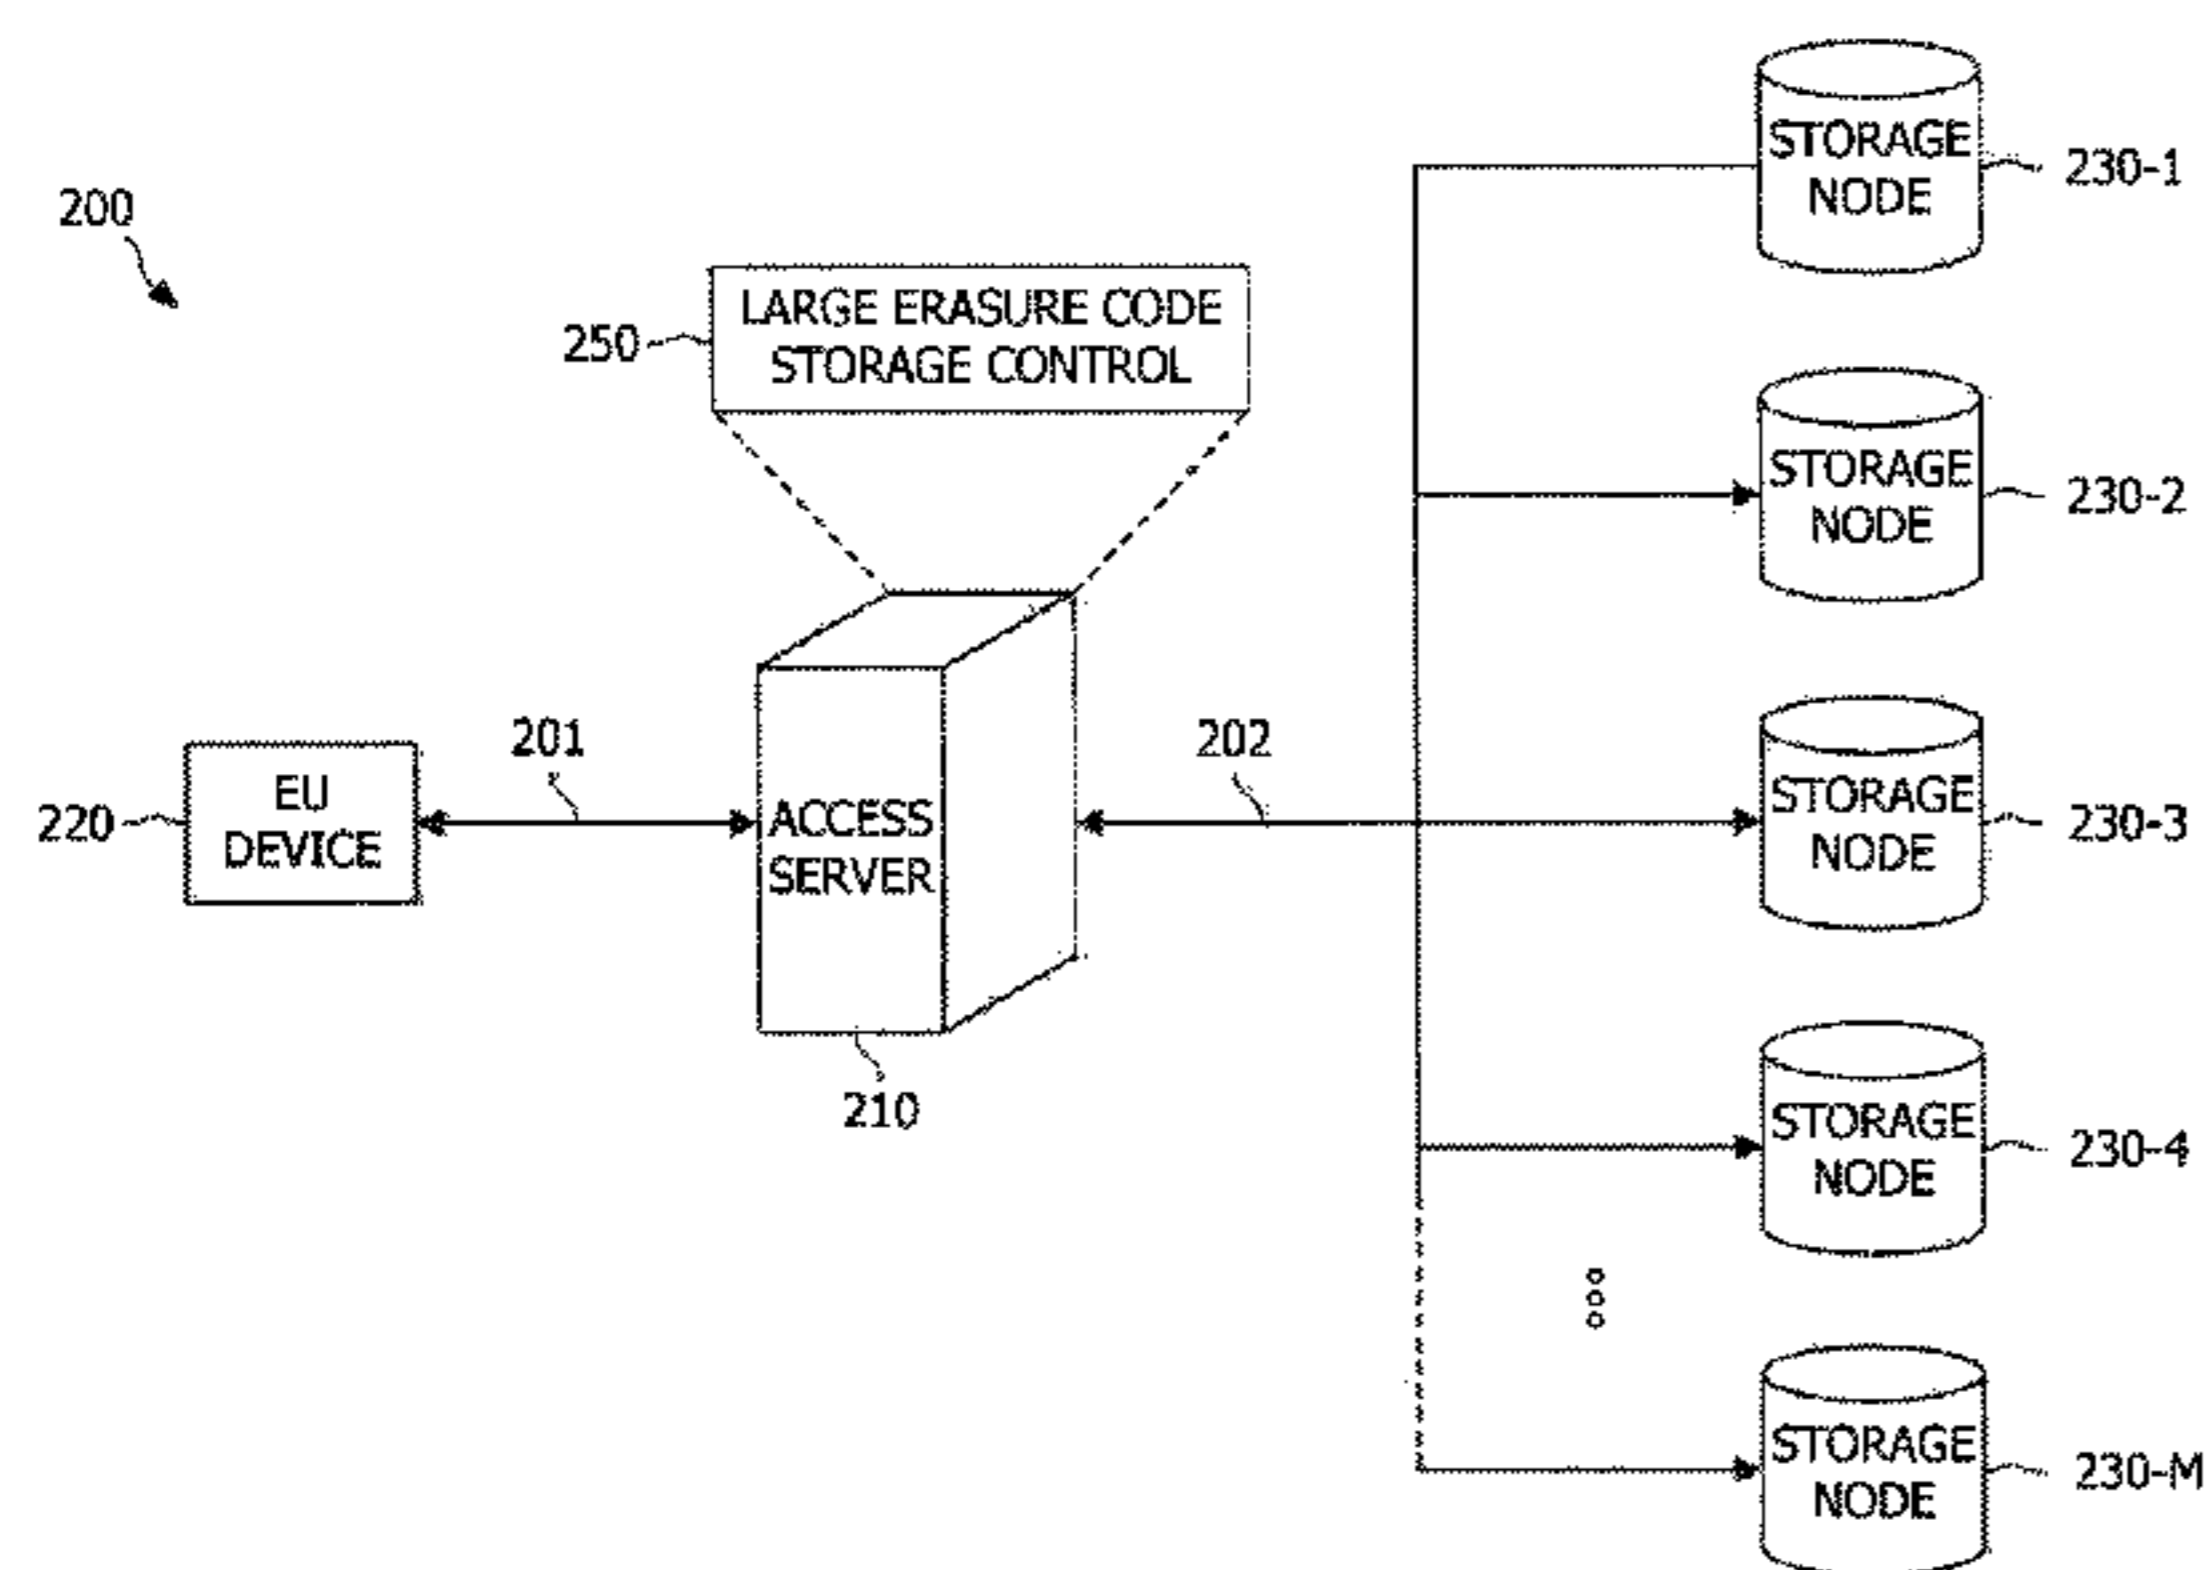 200
250
LARGE ERASURE CODE
STORAGE CONTROL
220
EU
DEVICE
201
ACCESS
SERVER
210
202
STORAGE
NODE
230-1
STORAGE
NODE
230-2
STORAGE
NODE
230-3
STORAGE
NODE
230-4
STORAGE
NODE
230-M